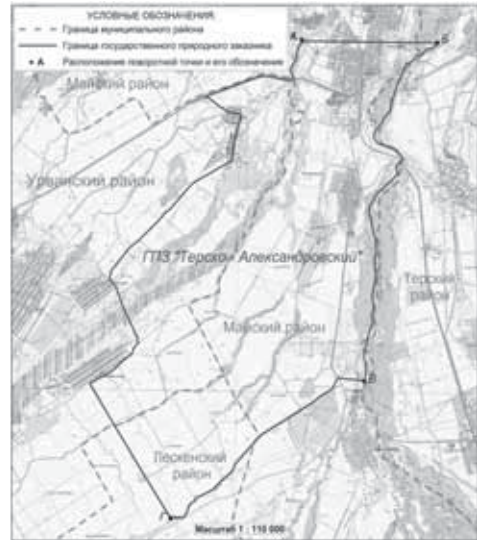 УСЛОВНЫЕ ОБОЗНАЧЕНИЯ:
Граница муниципального района
Граница государственного природного заказника
• А Расположение поворотной точки и его обозначение
А
Б
Майский район
Урванский район
ГПЗ "Терско - Александровский"
Терский
район
Майский район
В
Лескенский
район
Г
Масштаб 1 : 110 000